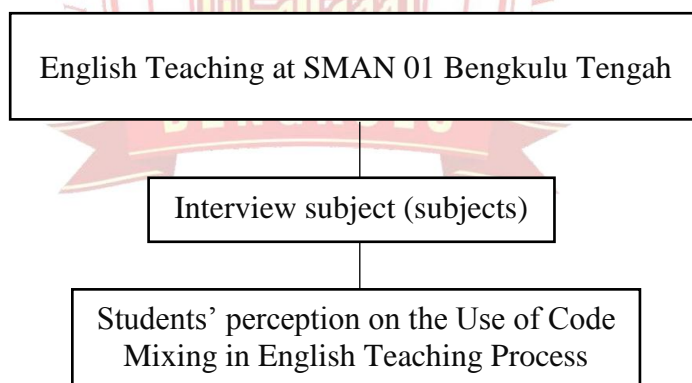 English Teaching at SMAN 01 Bengkulu Tengah
BENGKULU
Interview subject (subjects)
Students’ perception on the Use of Code
Mixing in English Teaching Process